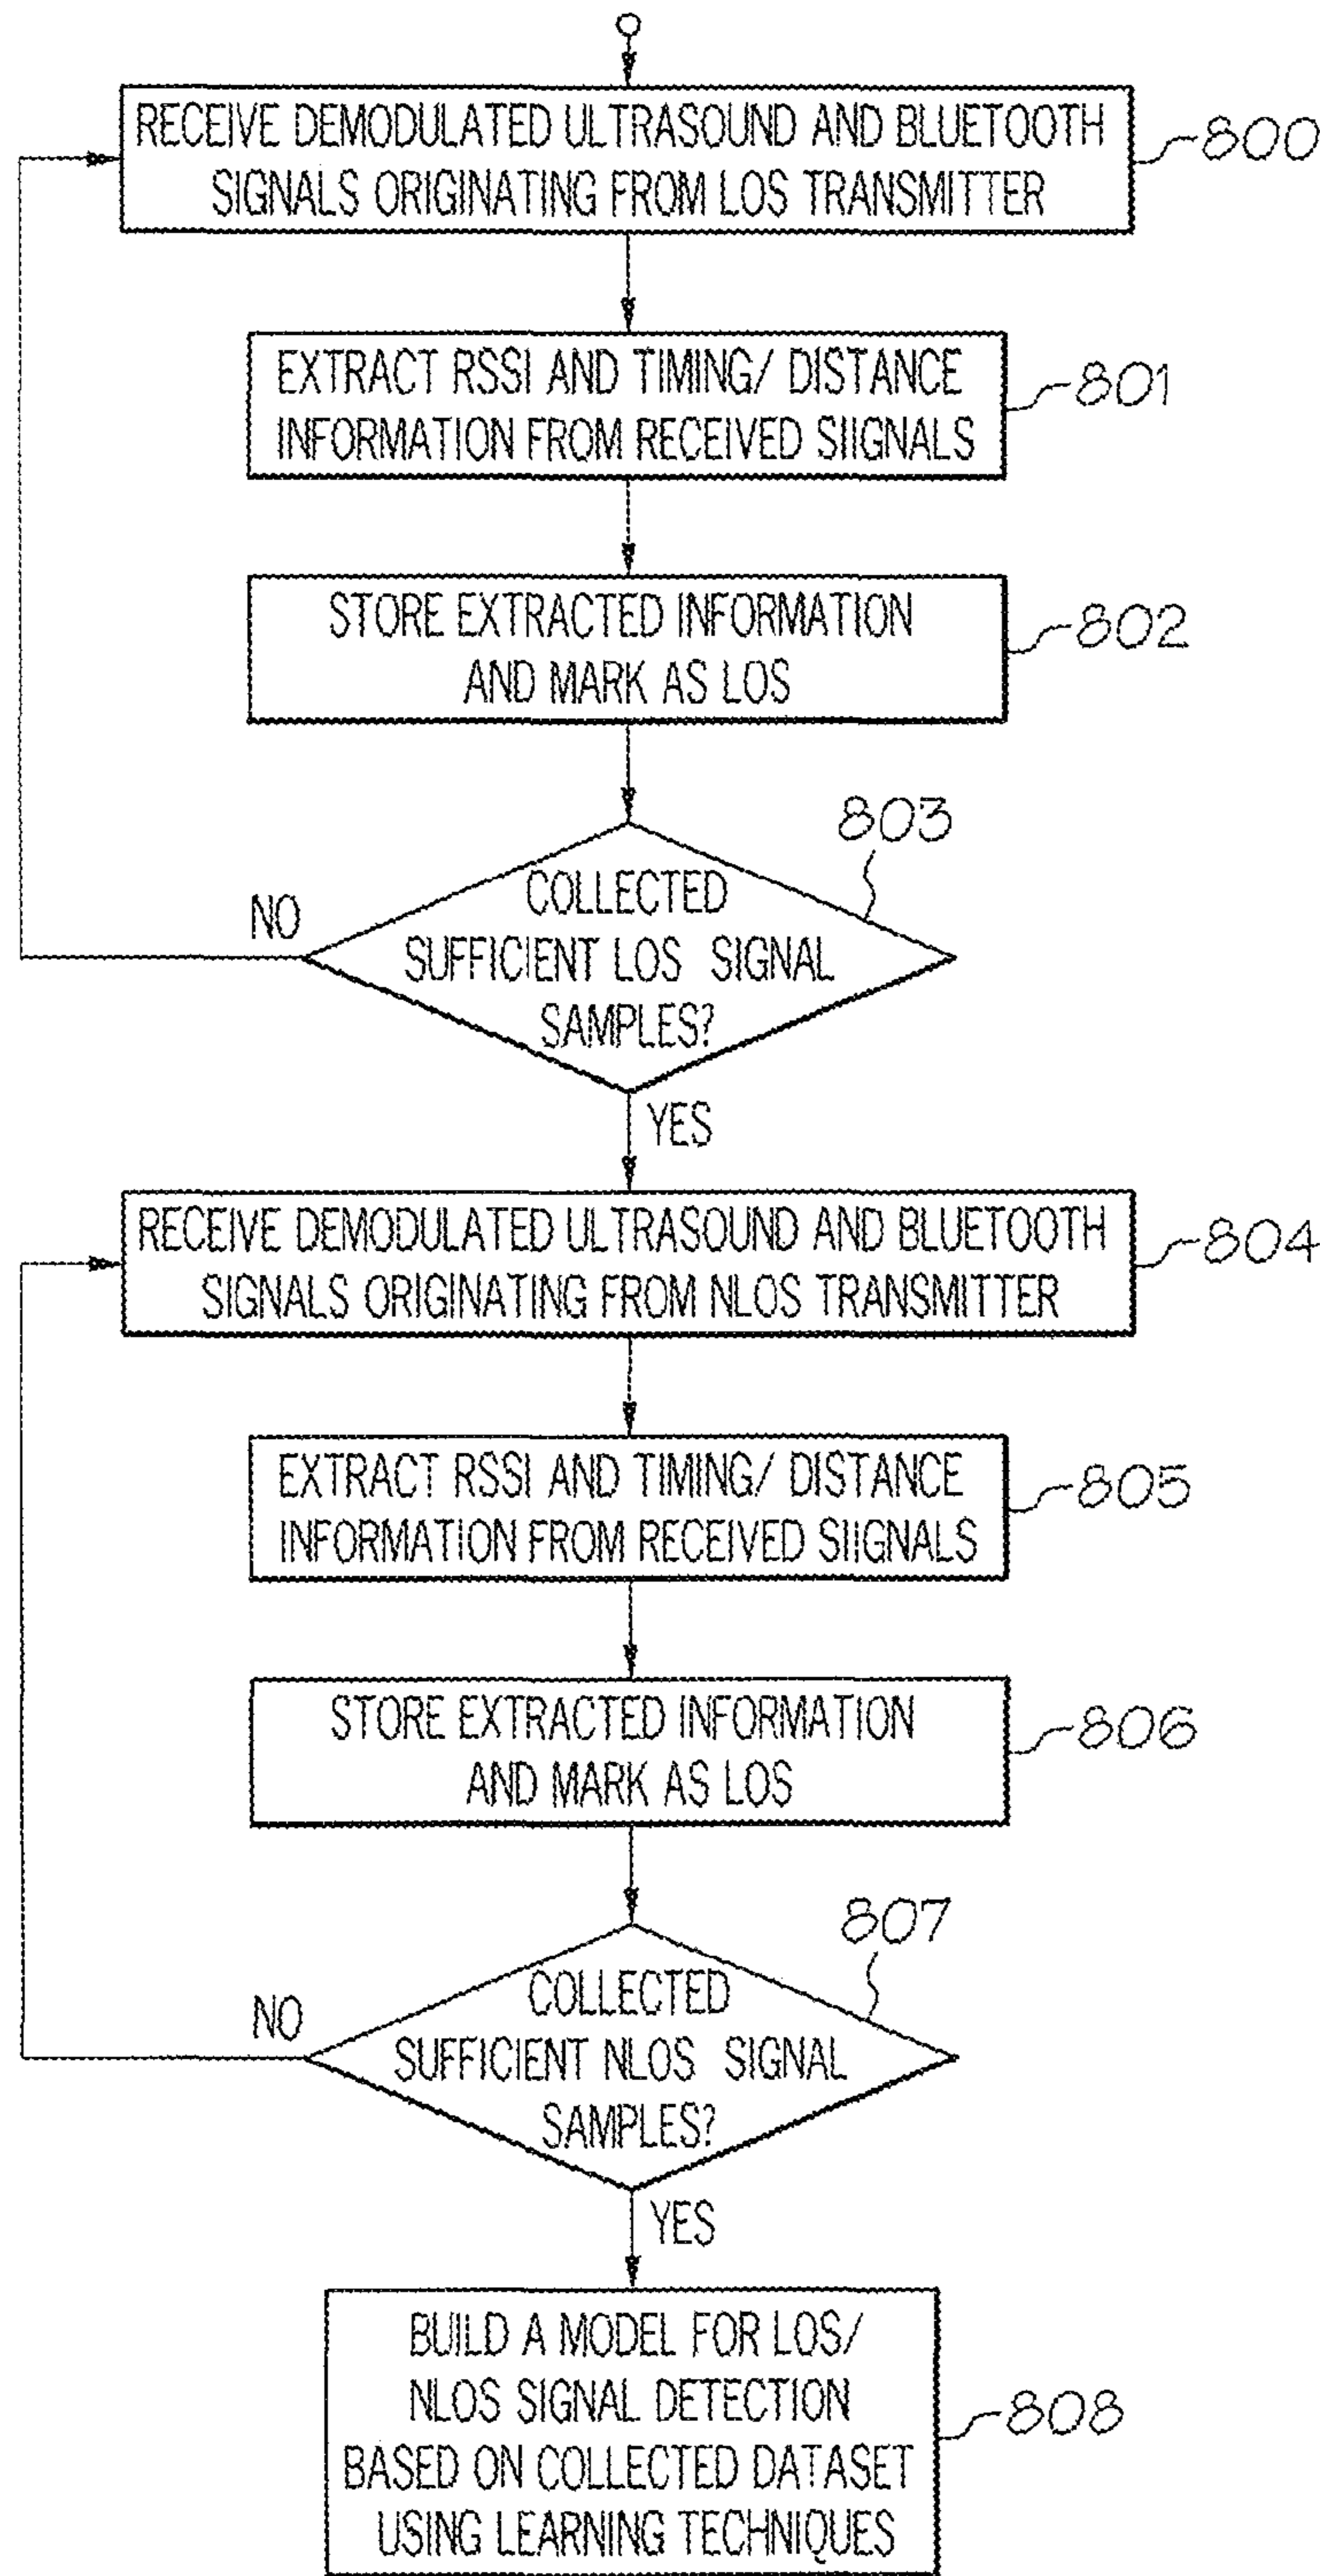 RECEIVE DEMODULATED ULTRASOUND AND BLUETOOTH
SIGNALS ORIGINATING FROM LOS TRANSMITTER
800
EXTRACT RSSI AND TIMING/ DISTANCE
INFORMATION FROM RECEIVED SIIGNALS
801
STORE EXTRACTED INFORMATION
AND MARK AS LOS
802
803
COLLECTED
SUFFICIENT LOS SIGNAL
SAMPLES?
NO
YES
RECEIVE DEMODULATED ULTRASOUND AND BLUETOOTH
SIGNALS ORIGINATING FROM NLOS TRANSMITTER
804
EXTRACT RSSI AND TIMING/ DISTANCE
INFORMATION FROM RECEIVED SIIGNALS
805
STORE EXTRACTED INFORMATION
AND MARK AS LOS
806
807
COLLECTED
SUFFICIENT NLOS SIGNAL
SAMPLES?
NO
YES
BUILD A MODEL FOR LOS/
NLOS SIGNAL DETECTION
BASED ON COLLECTED DATASET
USING LEARNING TECHNIQUES
808